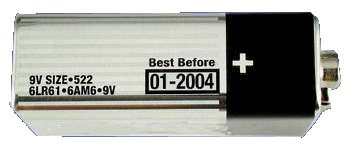 Best Before
01-2004
+
9V SIZE•522
6LR61•6AM6•9V